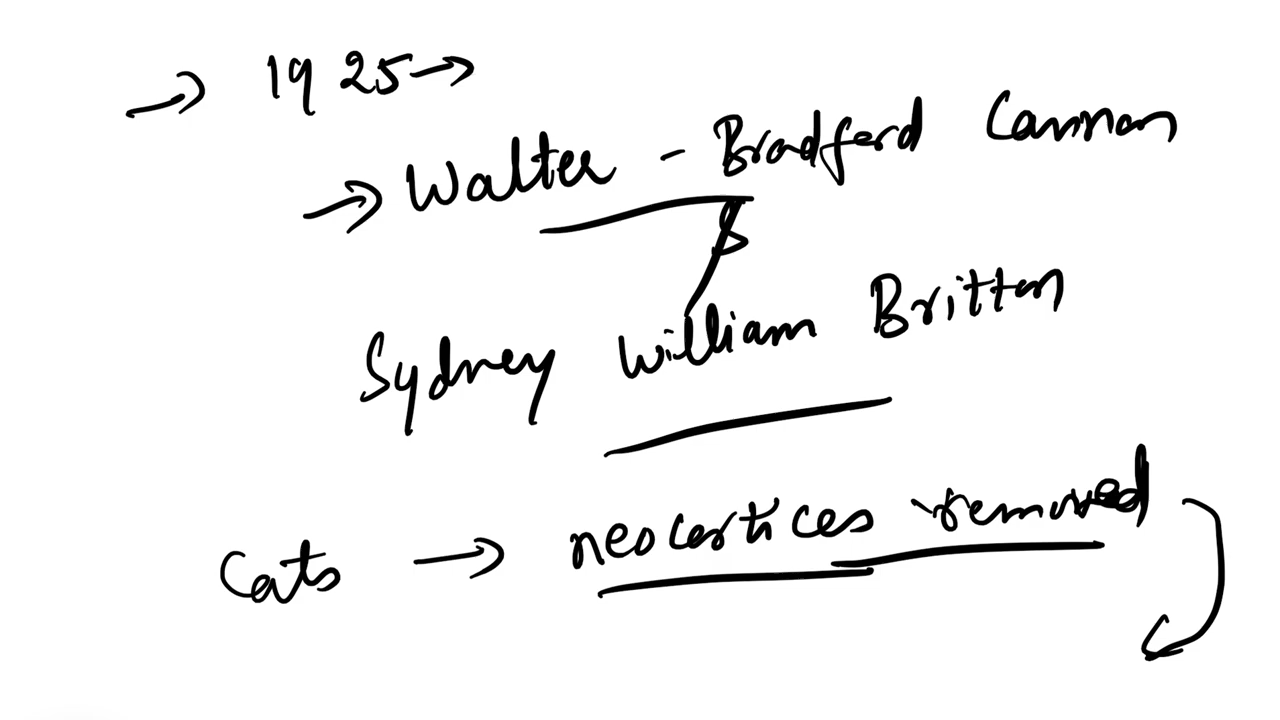 → 1925 →
→ Walter - Bradford Cannon
&
Sydney William Britton
Cats → neocortices removed